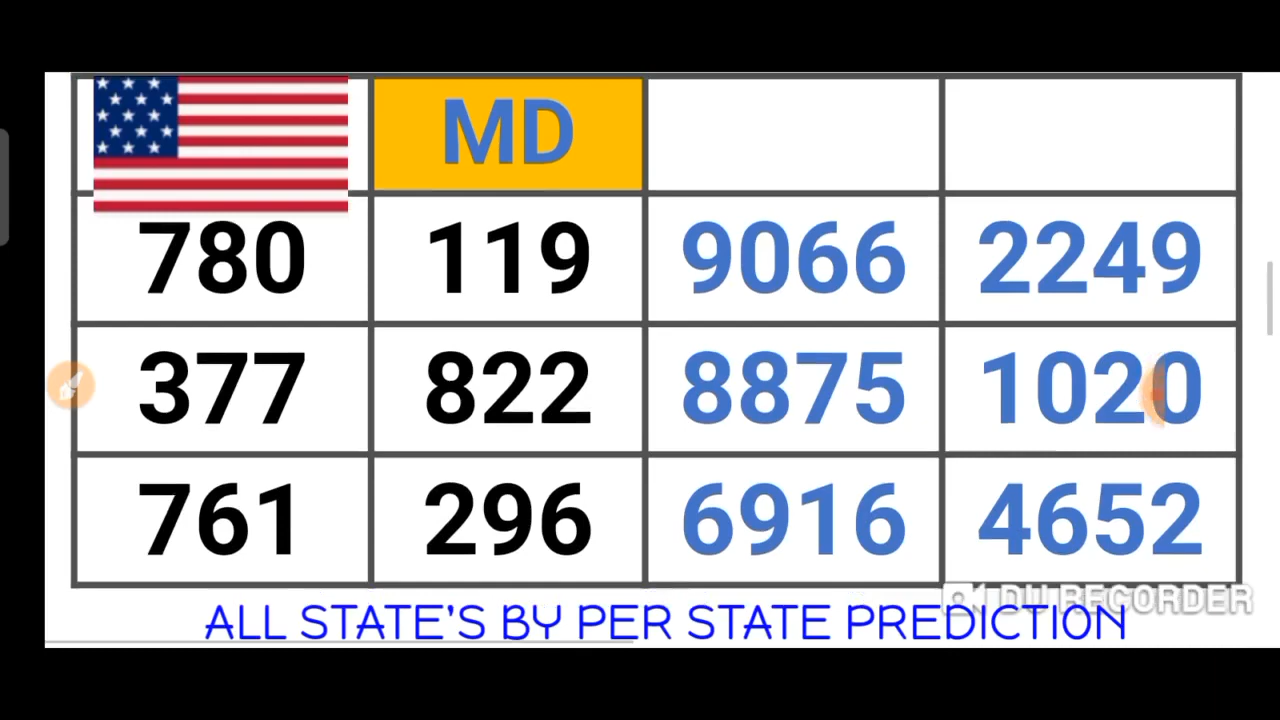 MD
780 119 9066 2249
377 822 8875 1020
761 296 6916 4652
DU RECORDER
ALL STATE'S BY PER STATE PREDICTION